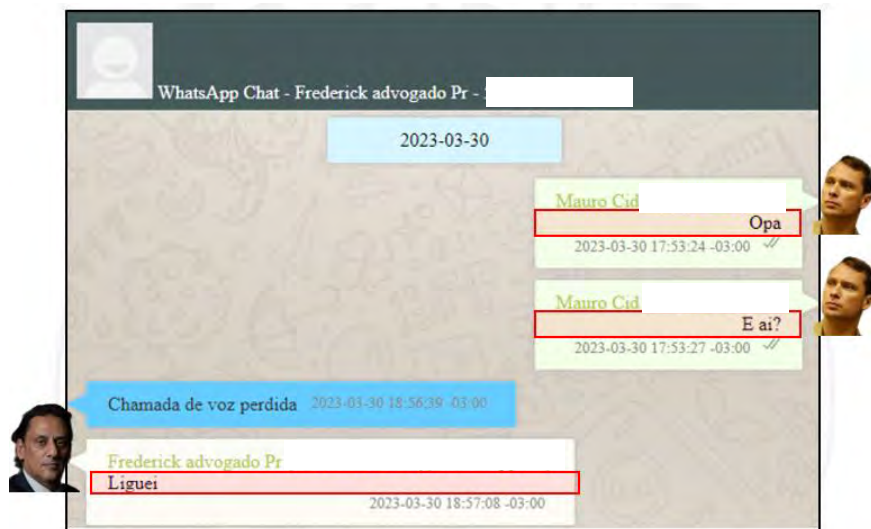 WhatsApp Chat - Frederick advogado Pr -
2023-03-30
Mauro Cid
Opa
2023-03-30 17:53:24 -03:00
Mauro Cid
E ai?
2023-03-30 17:53:27 -03:00
Chamada de voz perdida 2023-03-30 18:56:39 -03:00
Frederick advogado Pr
Liguei
2023-03-30 18:57:08 -03:00